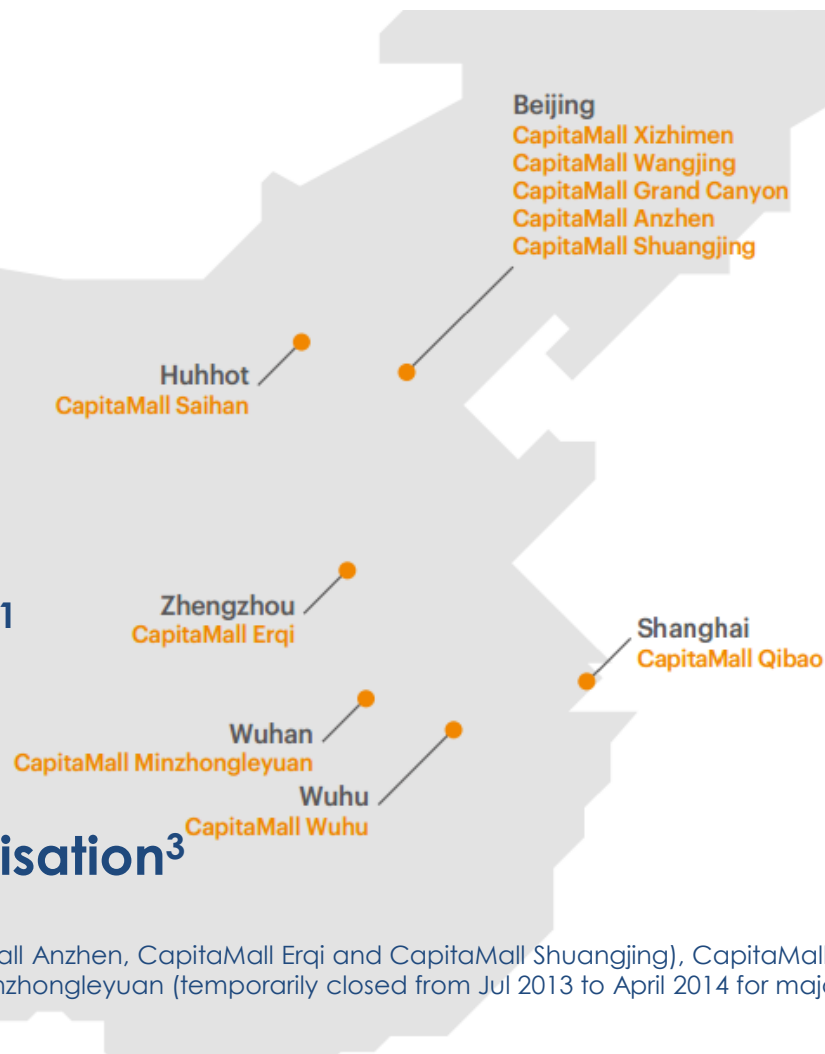 Beijing
CapitaMall Xizhimen
CapitaMall Wangjing
CapitaMall Grand Canyon
CapitaMall Anzhen
CapitaMall Shuangjing
Huhhot
CapitaMall Saihan
1
Zhengzhou
CapitaMall Erqi
Shanghai
CapitaMall Qibao
Wuhan
CapitaMall Minzhongleyuan
Wuhu
CapitaMall Wuhu
isation3
all Anzhen, CapitaMall Erqi and CapitaMall Shuangjing), CapitaMall
nzhongleyuan (temporarily closed from Jul 2013 to April 2014 for majo